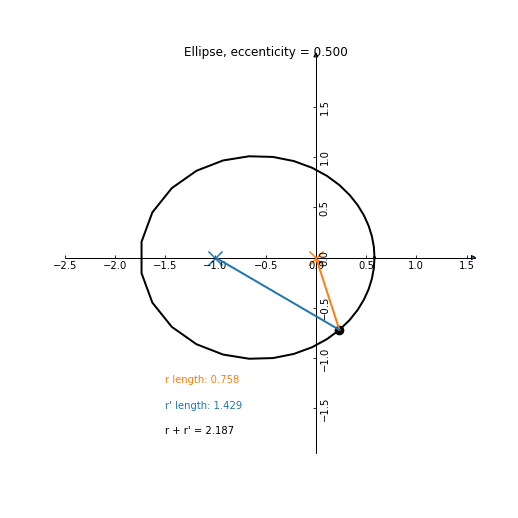 Ellipse, eccentricity = 0.500
1.5
1.0
0.5
0.0
−2.5 −2.0 −1.5 −1.0 −0.5 0.0 0.5 1.0 1.5
−0.5
−1.0
−1.5
r length: 0.758
r' length: 1.429
r + r' = 2.187